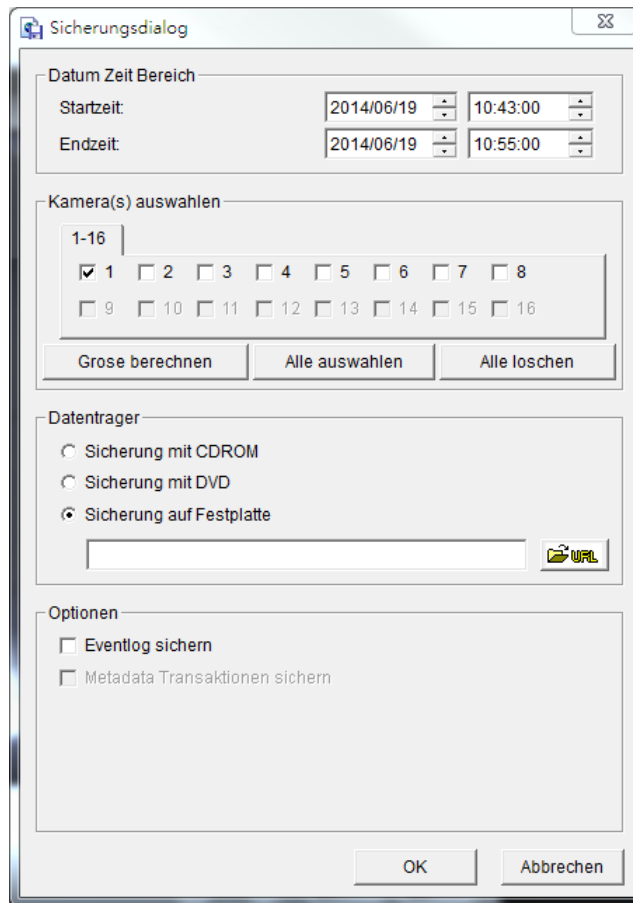 Sicherungsdialog
Datum Zeit Bereich
Startzeit: 2014/06/19 10:43:00
Endzeit: 2014/06/19 10:55:00
Kamera(s) auswahlen
1-16
1 2 3 4 5 6 7 8
9 10 11 12 13 14 15 16
Grose berechnen Alle auswahlen Alle loschen
Datentrager
Sicherung mit CDROM
Sicherung mit DVD
Sicherung auf Festplatte
URL
Optionen
Eventlog sichern
Metadata Transaktionen sichern
OK Abbrechen